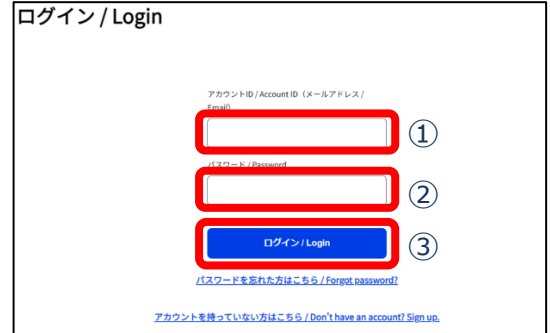 ログイン / Login
アカウントID / Account ID（メールアドレス /
Email）
①
パスワード / Password
②
ログイン / Login
③
パスワードを忘れた方はこちら / Forgot password?
アカウントを持っていない方はこちら / Don't have an account? Sign up.